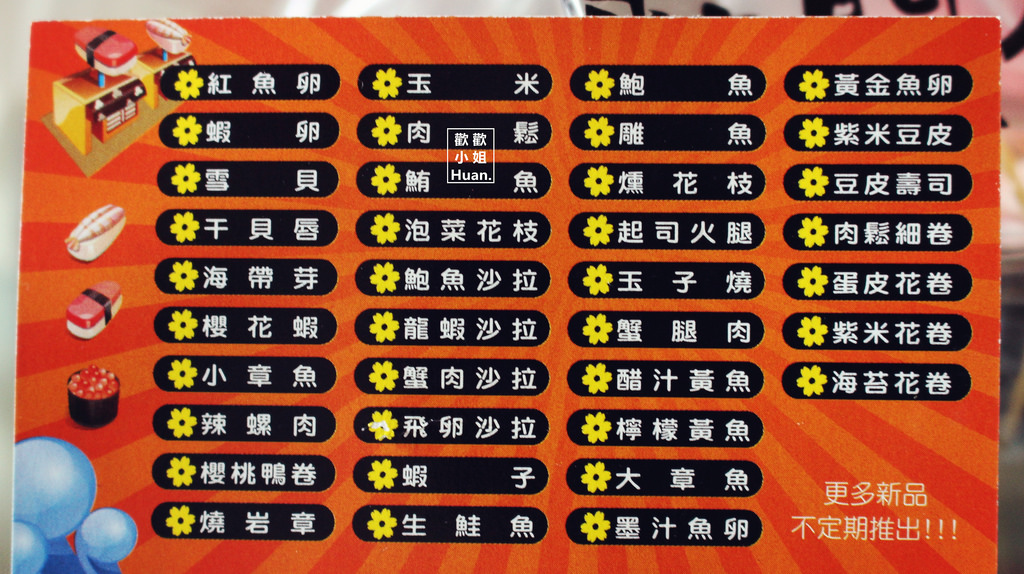 紅魚卵
蝦卵
雪貝
干貝唇
海帶芽
櫻花蝦
小章魚
辣螺肉
櫻桃鴨卷
燒岩章
玉米
肉鬆
鮪魚
泡菜花枝
鮑魚沙拉
龍蝦沙拉
蟹肉沙拉
飛卵沙拉
蝦子
生鮭魚
鮑魚
雕魚
燻花枝
起司火腿
玉子燒
蟹腿肉
醋汁黃魚
檸檬黃魚
大章魚
墨汁魚卵
黃金魚卵
紫米豆皮
豆皮壽司
肉鬆細卷
蛋皮花卷
紫米花卷
海苔花卷
更多新品
不定期推出!!!
歡歡
小姐
Huan.